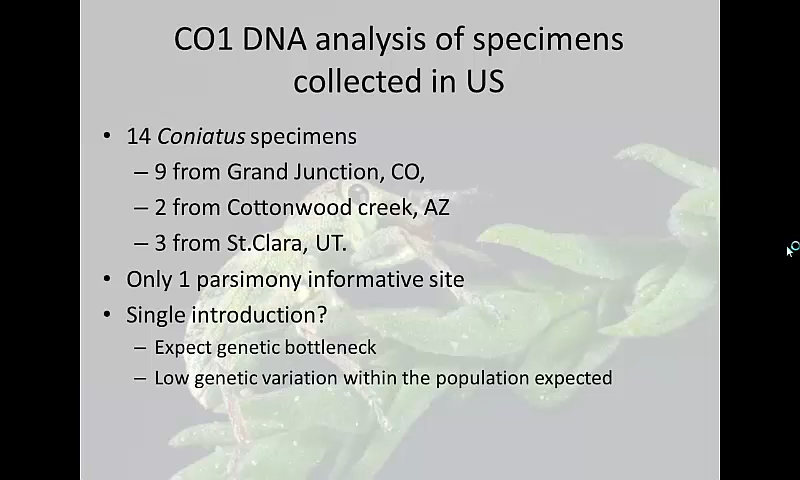 CO1 DNA analysis of specimens
collected in US
• 14 Coniatus specimens
– 9 from Grand Junction, CO,
– 2 from Cottonwood creek, AZ
– 3 from St.Clara, UT.
• Only 1 parsimony informative site
• Single introduction?
– Expect genetic bottleneck
– Low genetic variation within the population expected